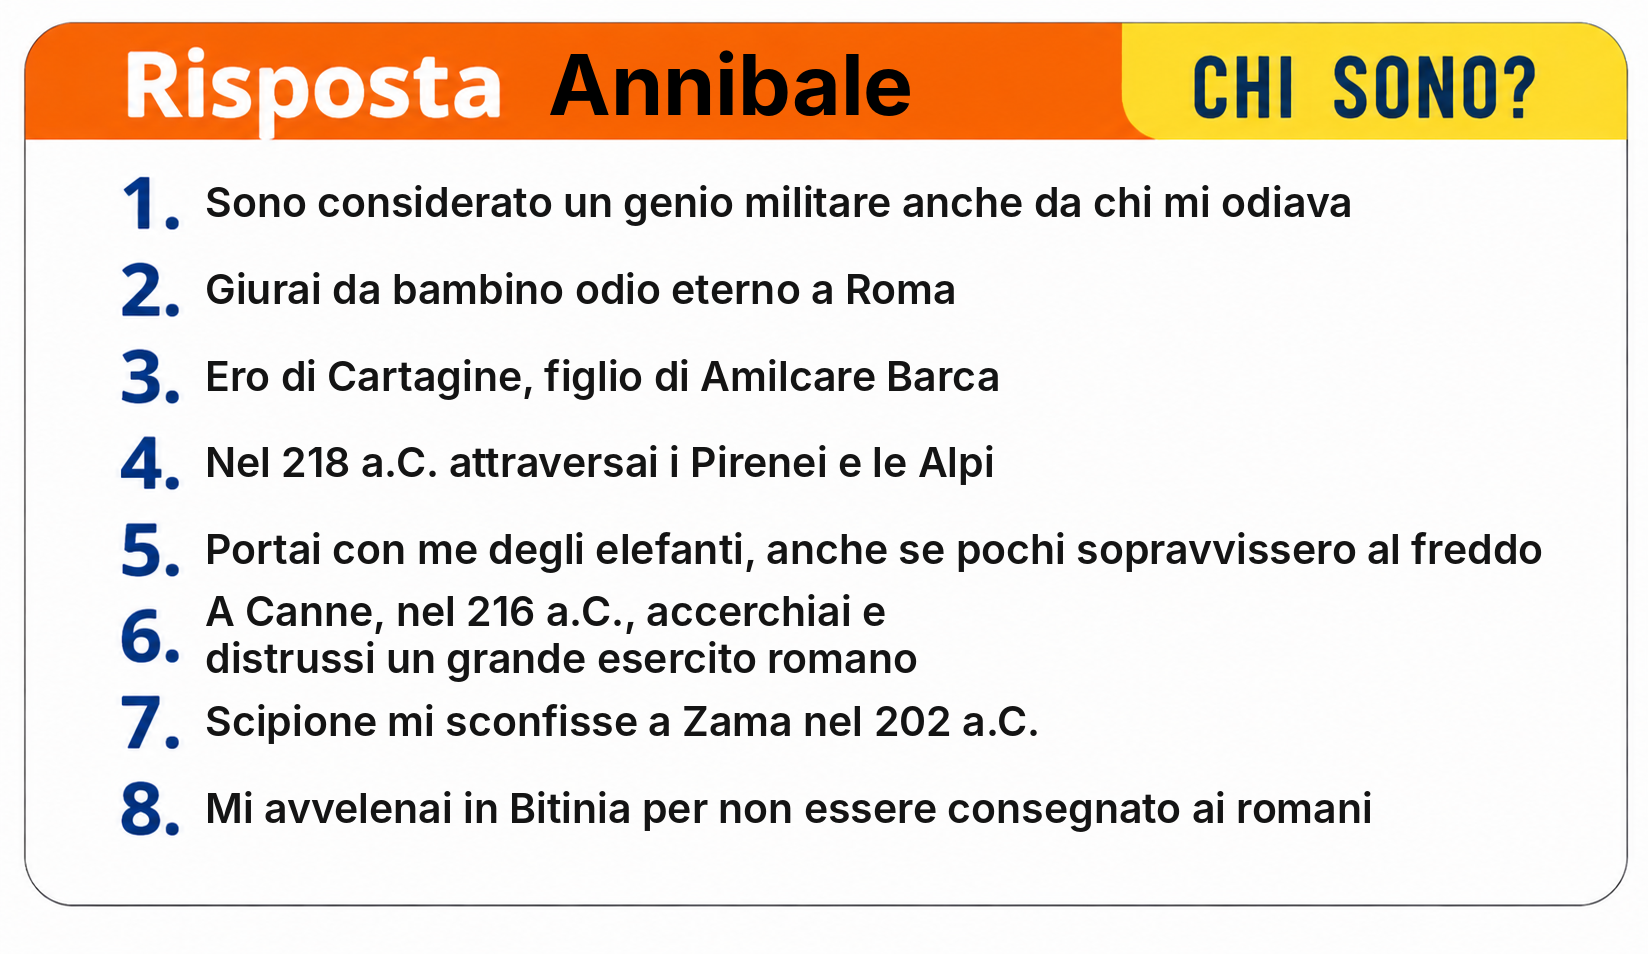 Risposta Annibale CHI SONO?
1. Sono considerato un genio militare anche da chi mi odiava
2. Giurai da bambino odio eterno a Roma
3. Ero di Cartagine, figlio di Amilcare Barca
4. Nel 218 a.C. attraversai i Pirenei e le Alpi
5. Portai con me degli elefanti, anche se pochi sopravvissero al freddo
6. A Canne, nel 216 a.C., accerchiai e
distrussi un grande esercito romano
7. Scipione mi sconfisse a Zama nel 202 a.C.
8. Mi avvelenai in Bitinia per non essere consegnato ai romani